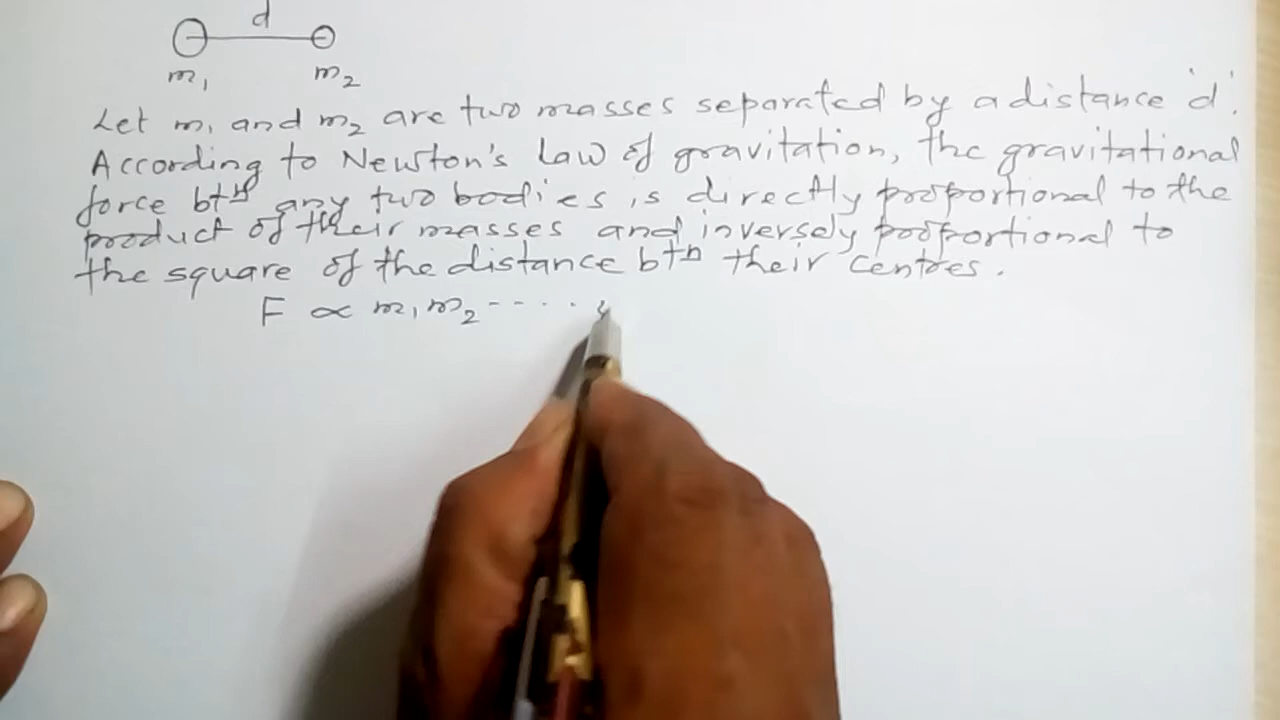 d
m₁ m₂
Let m₁ and m₂ are two masses separated by a distance 'd'.
According to Newton's Law of gravitation, the gravitational
force btⁿ any two bodies is directly proportional to the
product of their masses and inversely proportional to
the square of the distance btⁿ their centres.
F ∝ m₁m₂ - - - - -